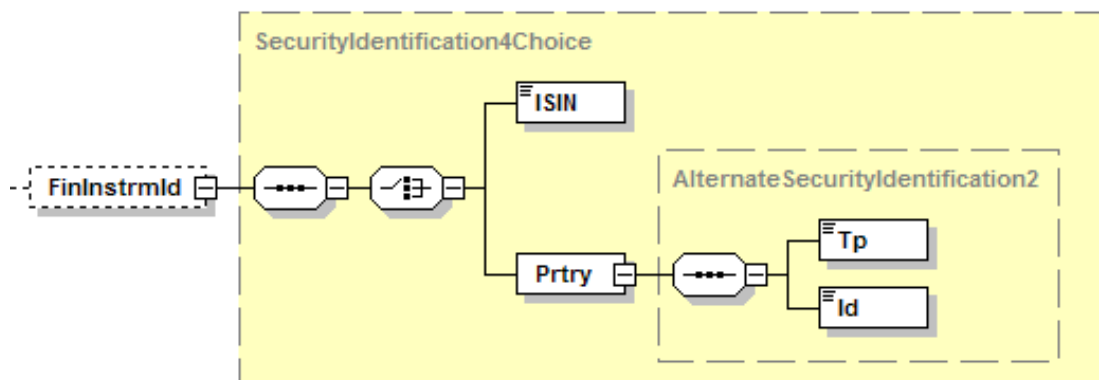 SecurityIdentification4Choice
ISIN
FinInstrmId
AlternateSecurityIdentification2
Tp
Prtry
Id